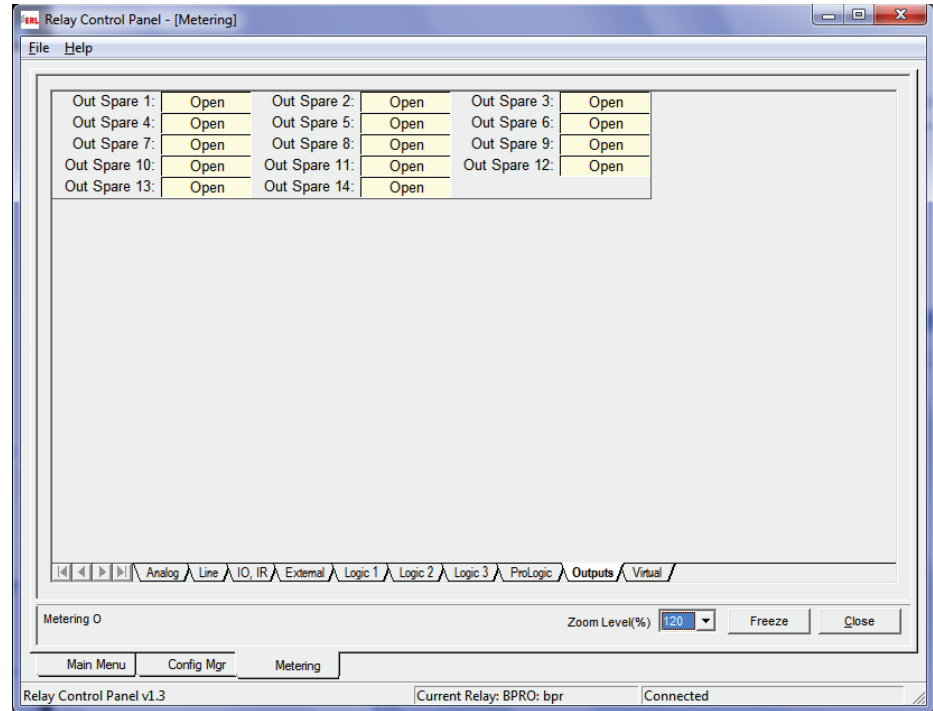 ERL Relay Control Panel - [Metering]
File Help
Out Spare 1: Open Out Spare 2: Open Out Spare 3: Open
Out Spare 4: Open Out Spare 5: Open Out Spare 6: Open
Out Spare 7: Open Out Spare 8: Open Out Spare 9: Open
Out Spare 10: Open Out Spare 11: Open Out Spare 12: Open
Out Spare 13: Open Out Spare 14: Open
Analog Line IO, IR External Logic 1 Logic 2 Logic 3 ProLogic Outputs Virtual
Metering O Zoom Level(%) 120 Freeze Close
Main Menu Config Mgr Metering
Relay Control Panel v1.3 Current Relay: BPRO: bpr Connected